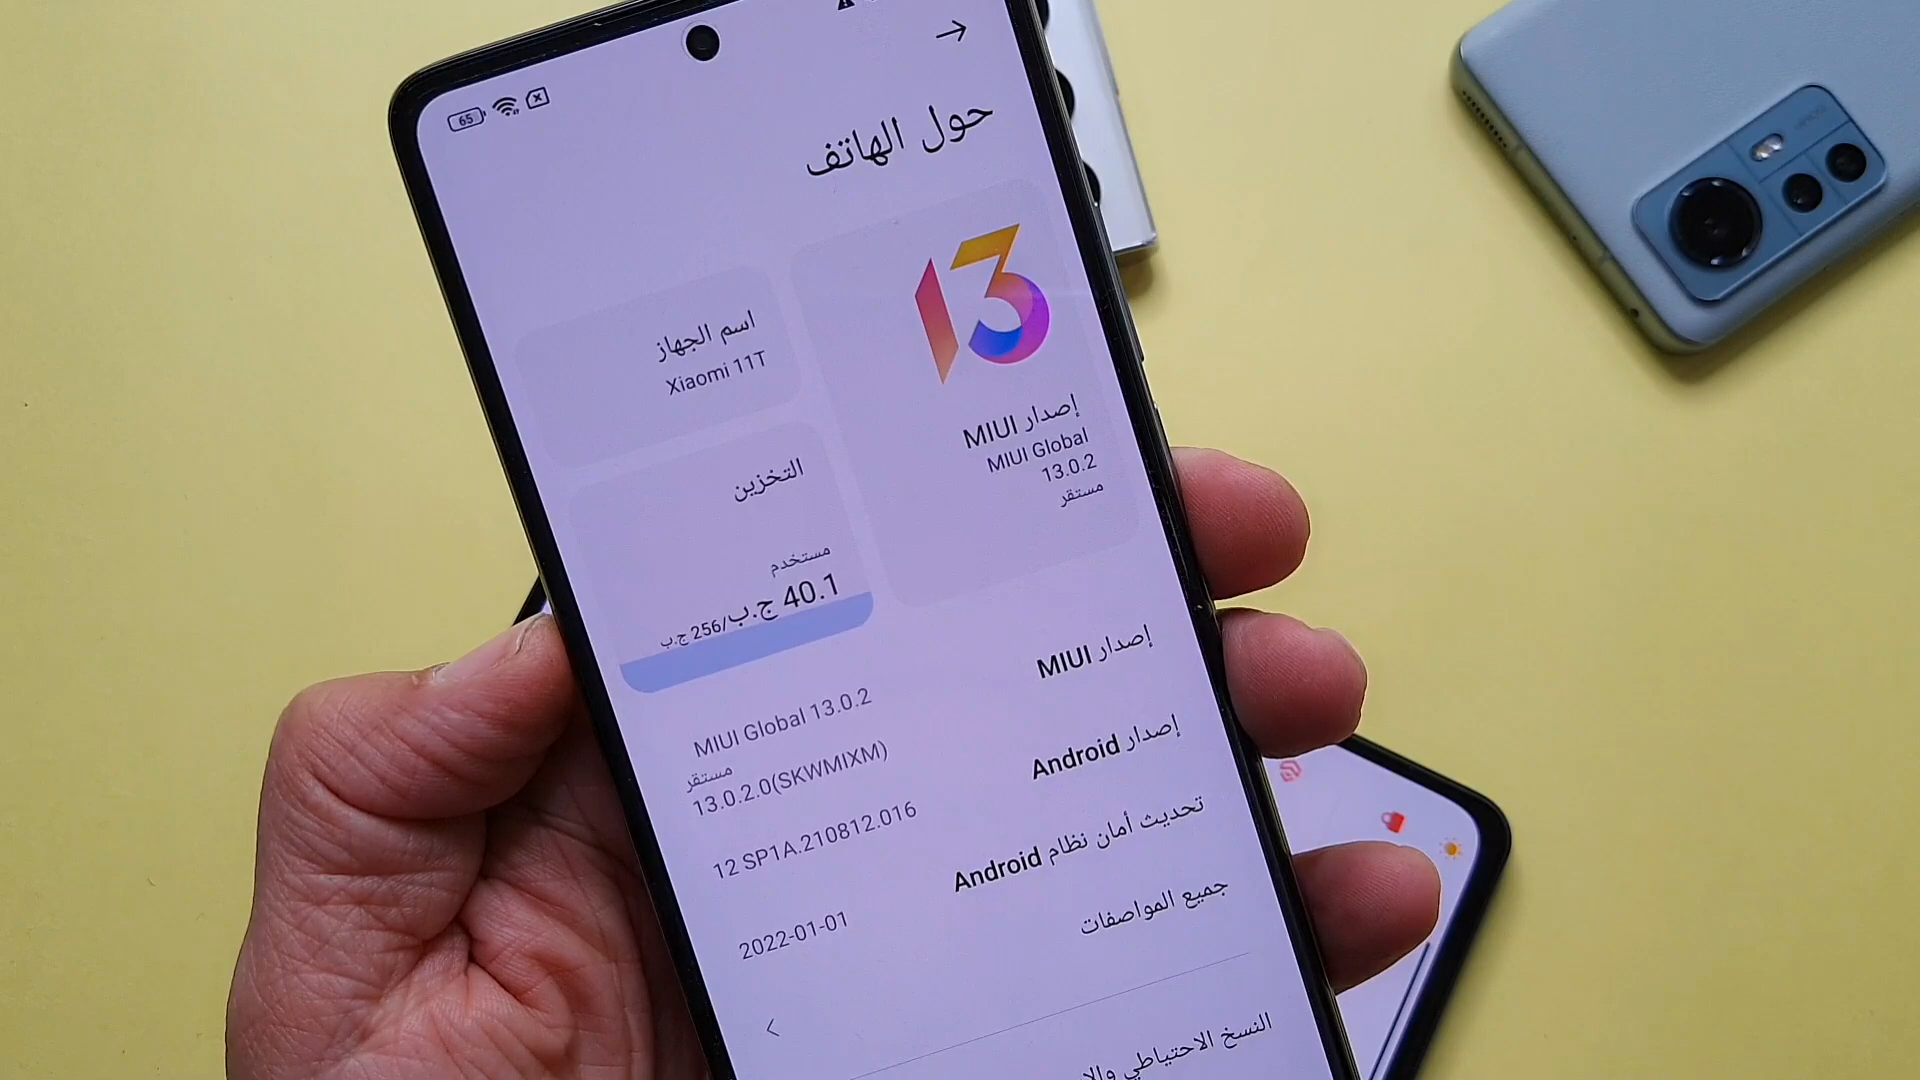 65
حول الهاتف
13
إصدار MIUI
MIUI Global
13.0.2
مستقر
اسم الجهاز
Xiaomi 11T
التخزين
مستخدم
40.1 ج.ب/256 ج.ب
إصدار MIUI
MIUI Global 13.0.2
مستقر
13.0.2.0(SKWMIXM)
إصدار Android
12 SP1A.210812.016
تحديث أمان نظام Android
2022-01-01
جميع المواصفات
النسخ الاحتياطي